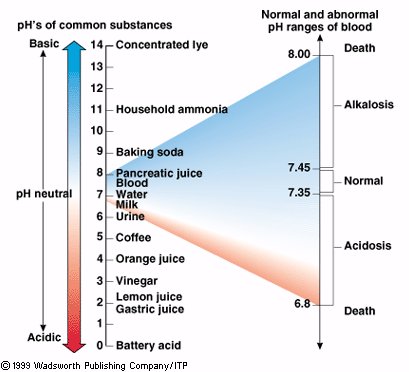 pH's of common substances
Basic
pH neutral
Acidic
14 Concentrated lye
13
12
11 Household ammonia
10
9 Baking soda
8 Pancreatic juice
Blood
7 Water
Milk
6 Urine
5 Coffee
4 Orange juice
3 Vinegar
Lemon juice
2 Gastric juice
1
0 Battery acid
Normal and abnormal
pH ranges of blood
Death
8.00
Alkalosis
7.45
Normal
7.35
Acidosis
6.8
Death
© 1999 Wadsworth Publishing Company/ITP